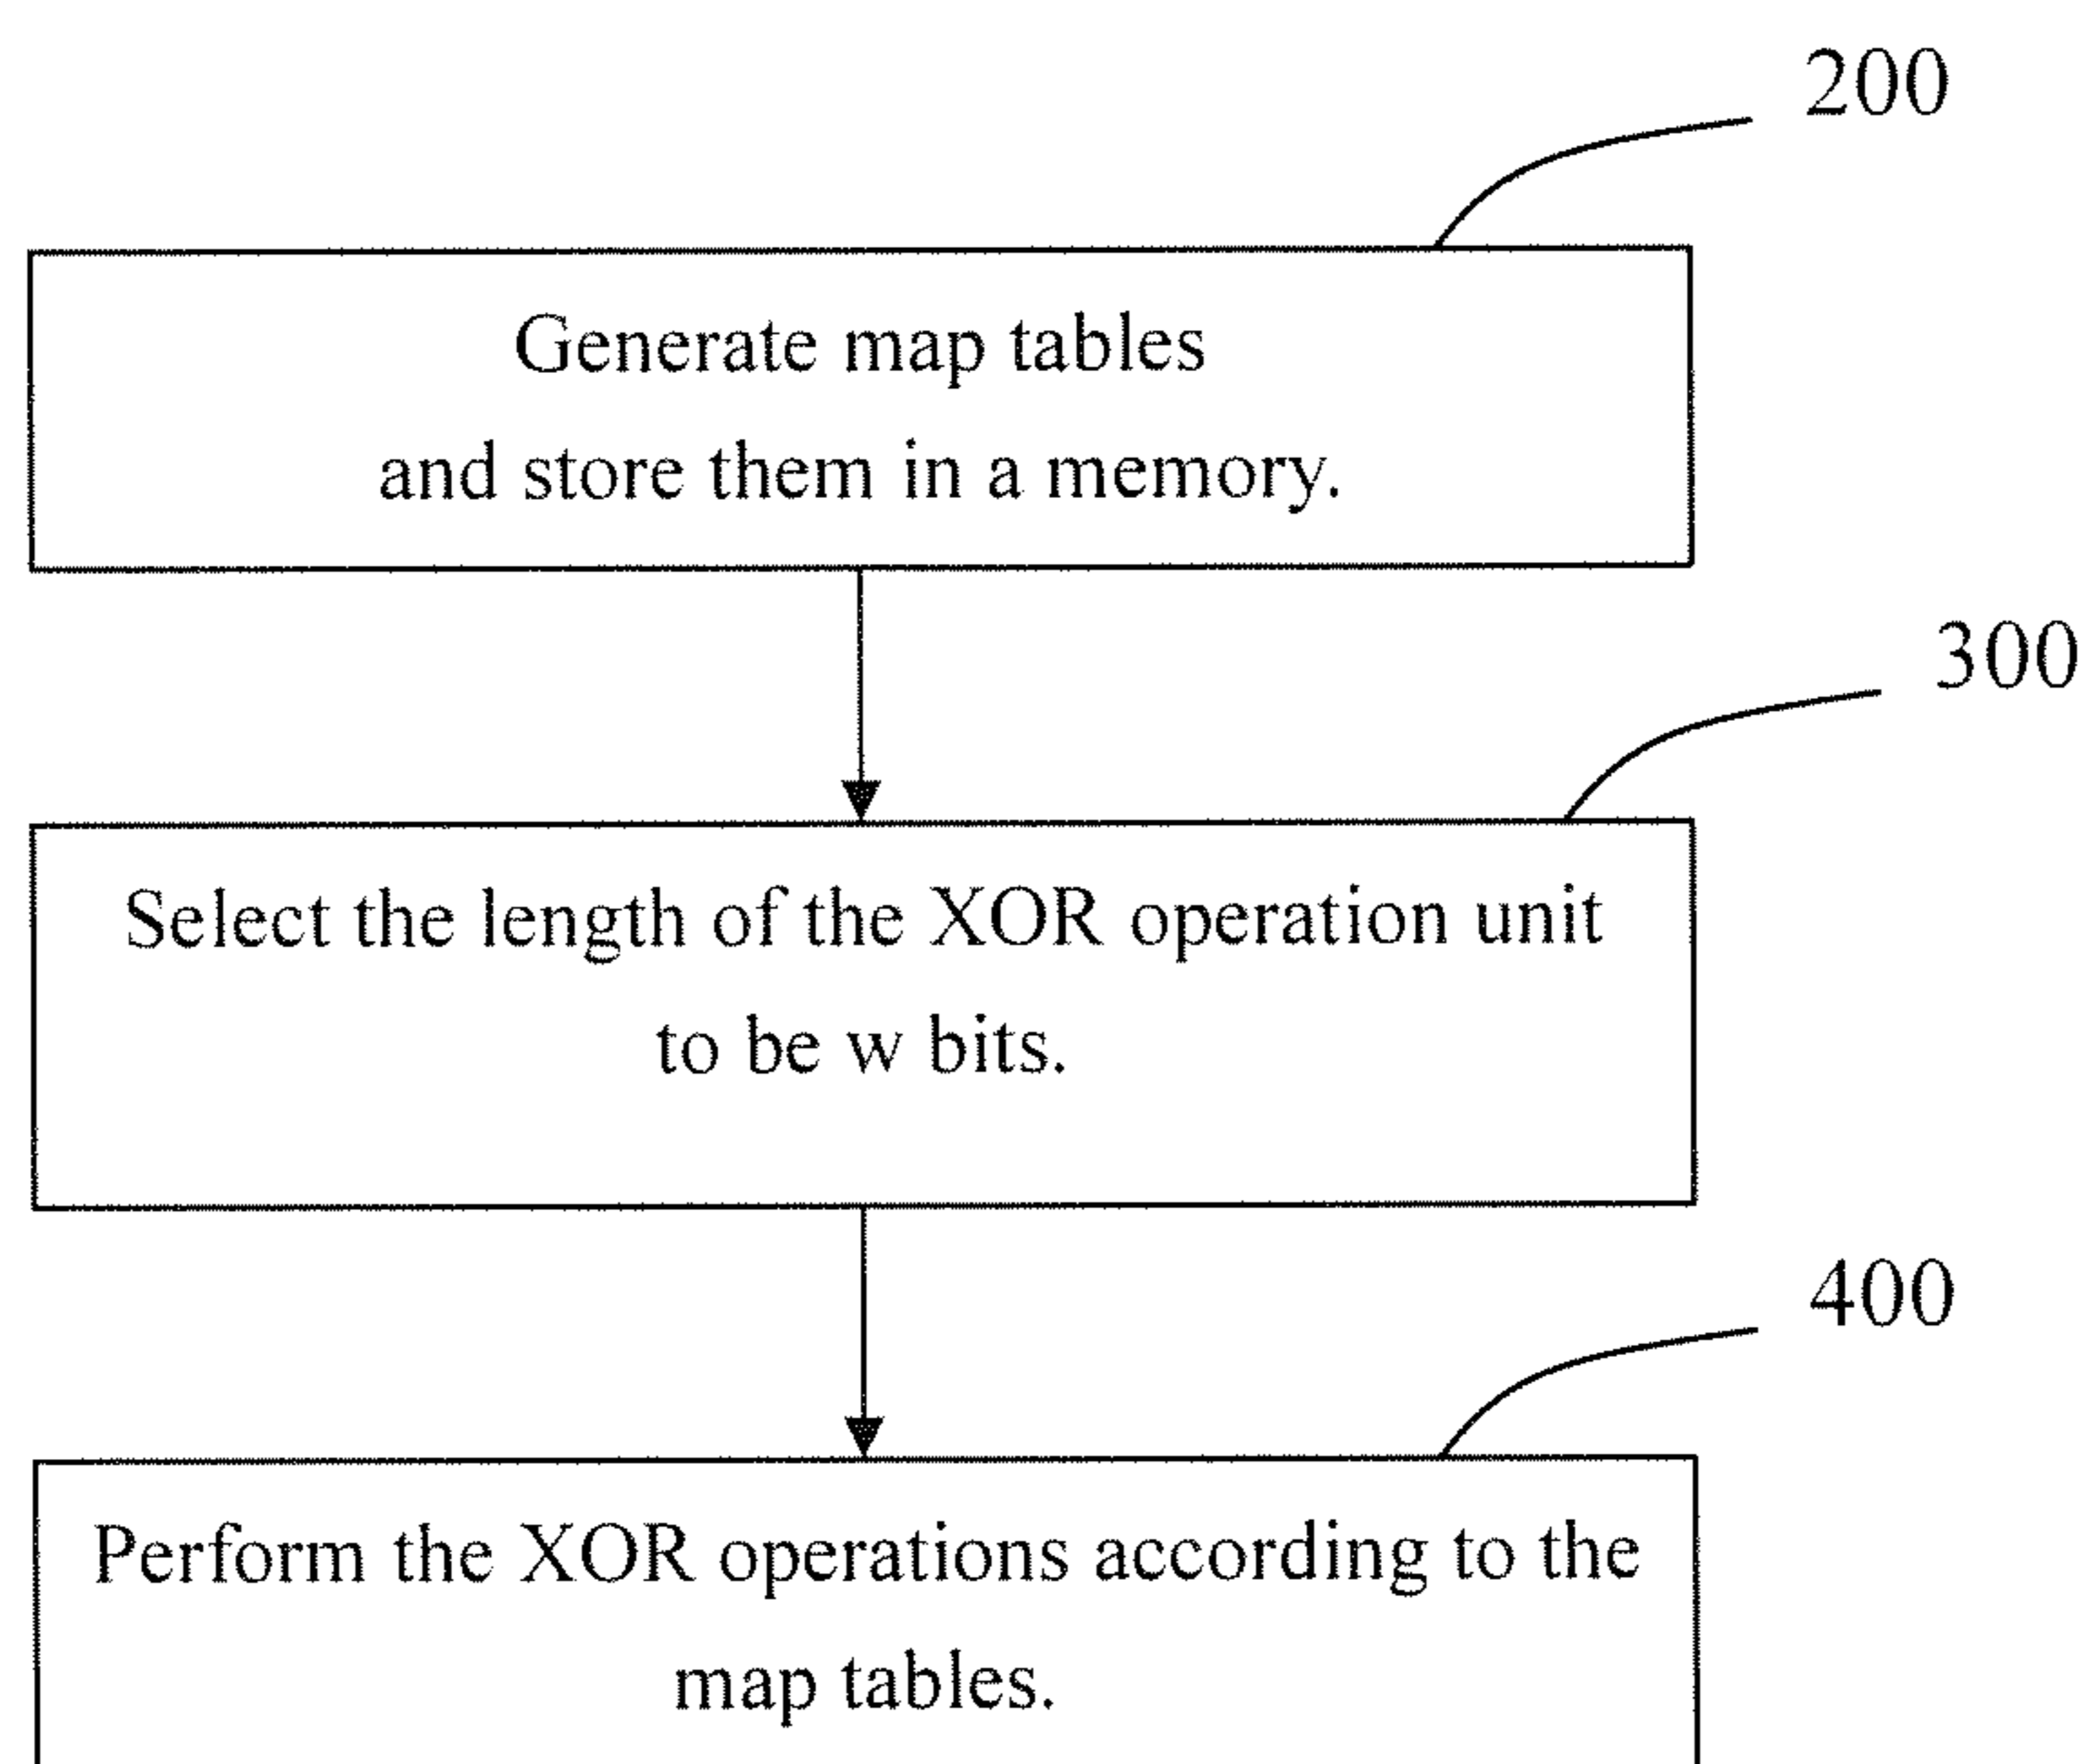 200
Generate map tables
and store them in a memory.
300
Select the length of the XOR operation unit
to be w bits.
400
Perform the XOR operations according to the
map tables.